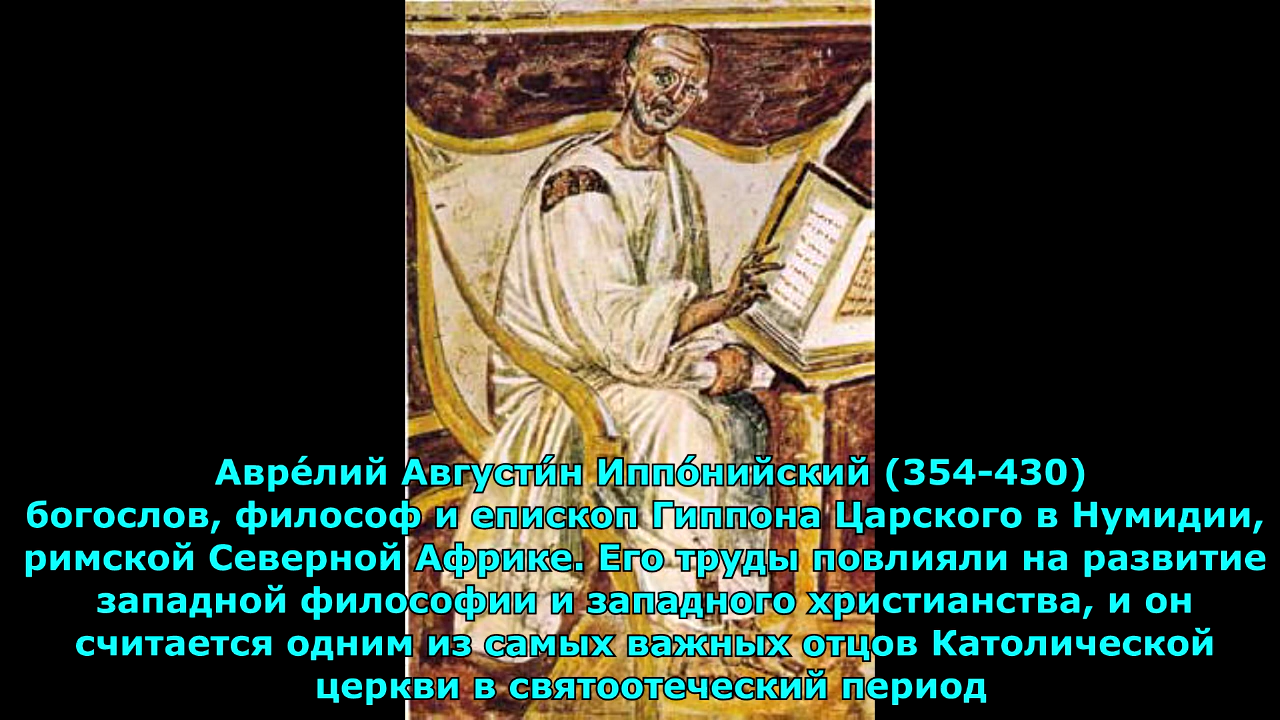 Авре́лий Августи́н Иппо́нийский (354-430)
богослов, философ и епископ Гиппона Царского в Нумидии,
римской Северной Африке. Его труды повлияли на развитие
западной философии и западного христианства, и он
считается одним из самых важных отцов Католической
церкви в святоотеческий период